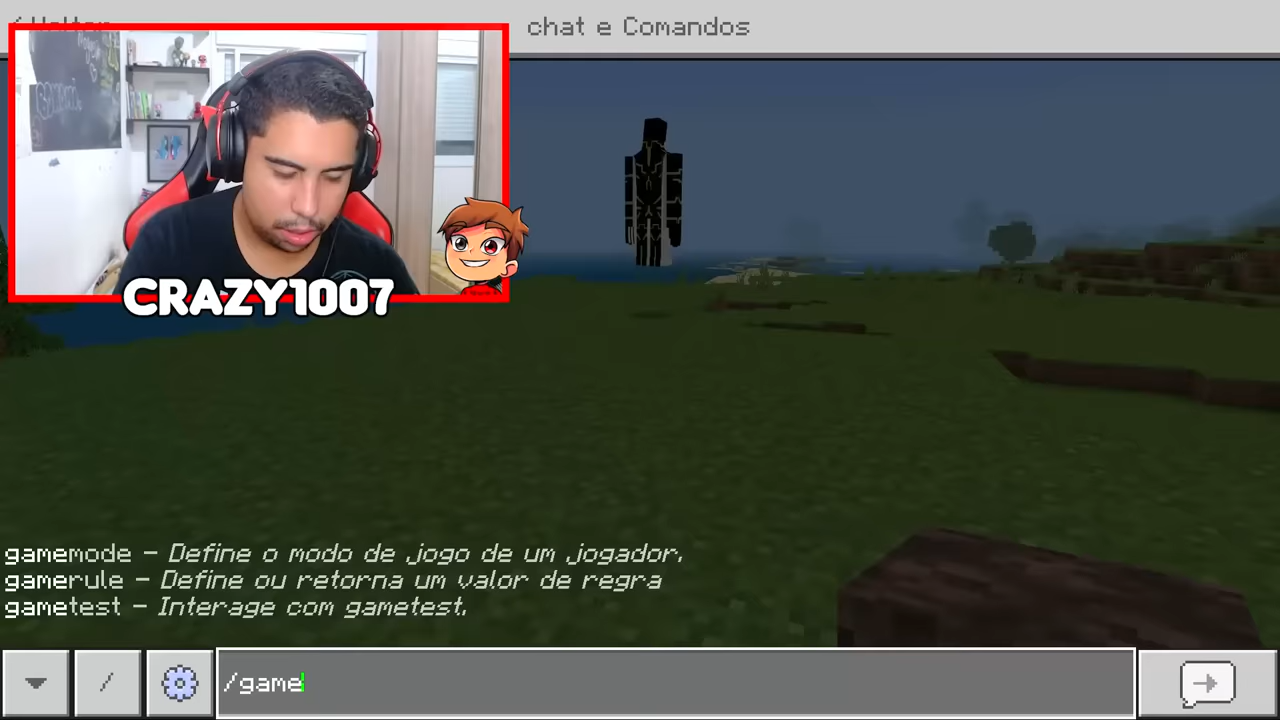 chat e Comandos
CRAZY1007
gamemode – Define o modo de jogo de um jogador.
gamerule – Define ou retorna um valor de regra
gametest – Interage com gametest.
/
/game